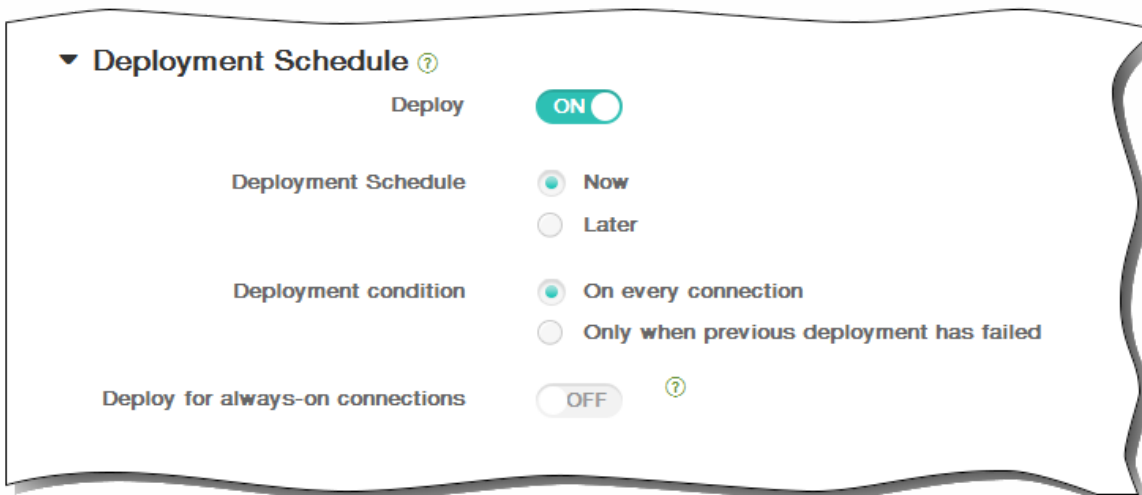 Deployment Schedule ?
Deploy ON
Deployment Schedule Now
Later
Deployment condition On every connection
Only when previous deployment has failed
Deploy for always-on connections OFF ?